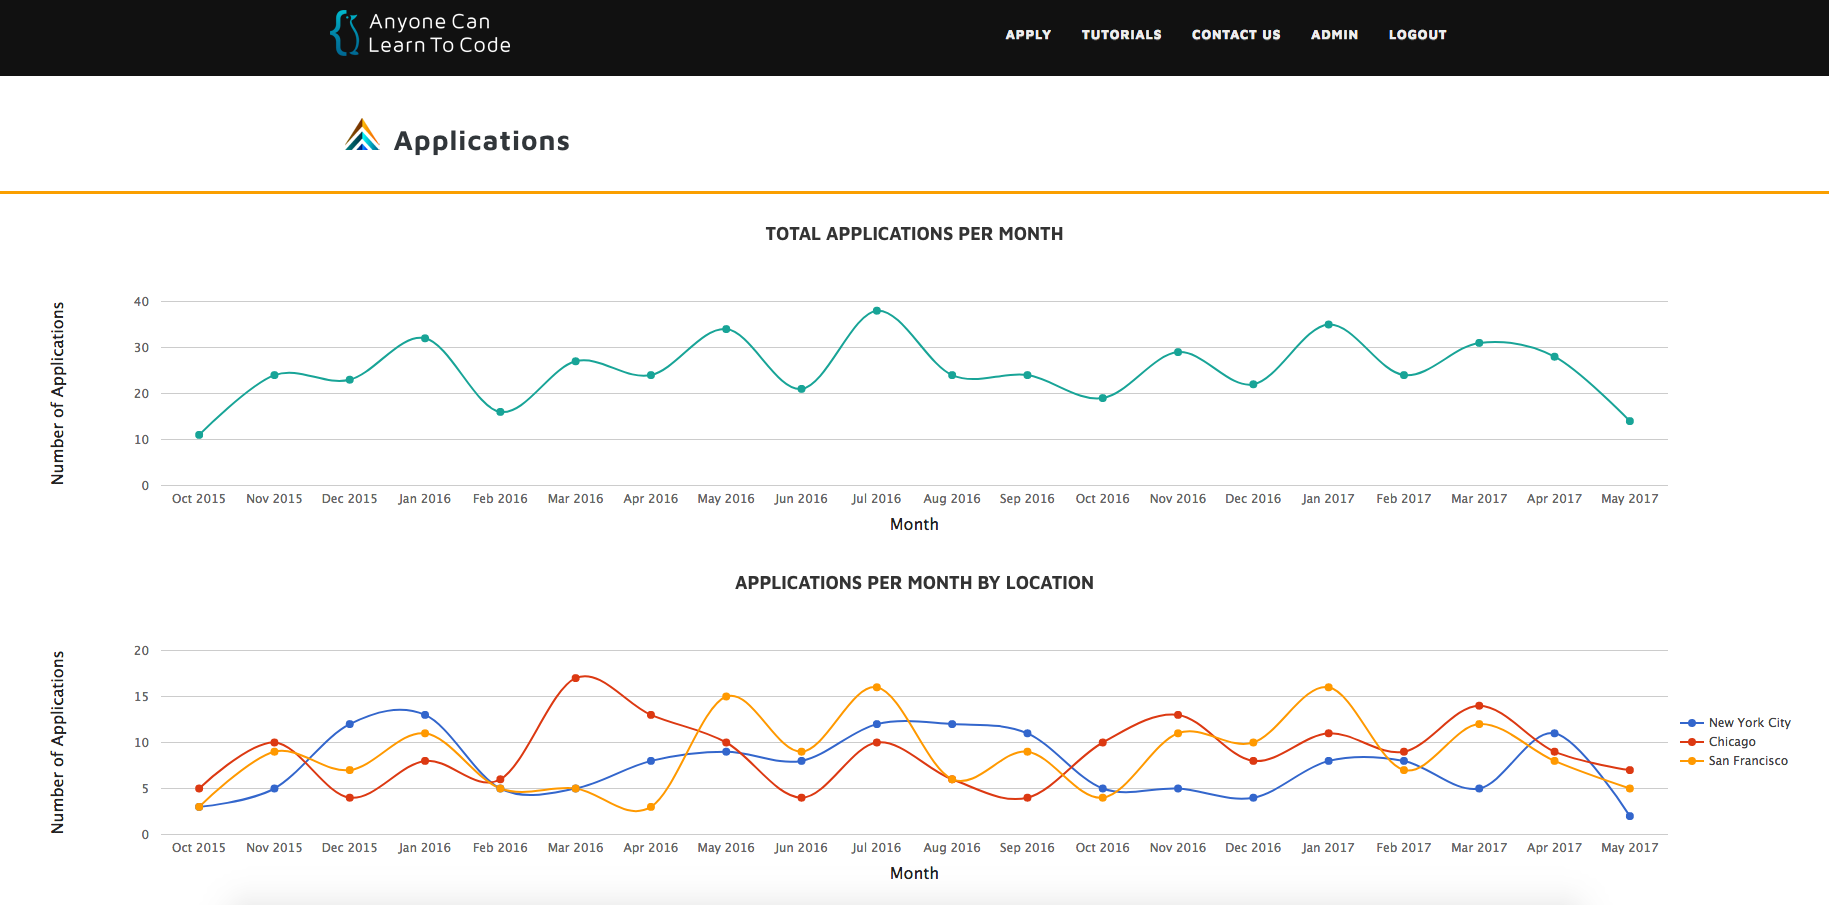 Anyone Can
Learn To Code
APPLY TUTORIALS CONTACT US ADMIN LOGOUT
Applications
TOTAL APPLICATIONS PER MONTH
Number of Applications
40
30
20
10
0
Oct 2015 Nov 2015 Dec 2015 Jan 2016 Feb 2016 Mar 2016 Apr 2016 May 2016 Jun 2016 Jul 2016 Aug 2016 Sep 2016 Oct 2016 Nov 2016 Dec 2016 Jan 2017 Feb 2017 Mar 2017 Apr 2017 May 2017
Month
APPLICATIONS PER MONTH BY LOCATION
Number of Applications
20
15
10
5
0
New York City
Chicago
San Francisco
Oct 2015 Nov 2015 Dec 2015 Jan 2016 Feb 2016 Mar 2016 Apr 2016 May 2016 Jun 2016 Jul 2016 Aug 2016 Sep 2016 Oct 2016 Nov 2016 Dec 2016 Jan 2017 Feb 2017 Mar 2017 Apr 2017 May 2017
Month